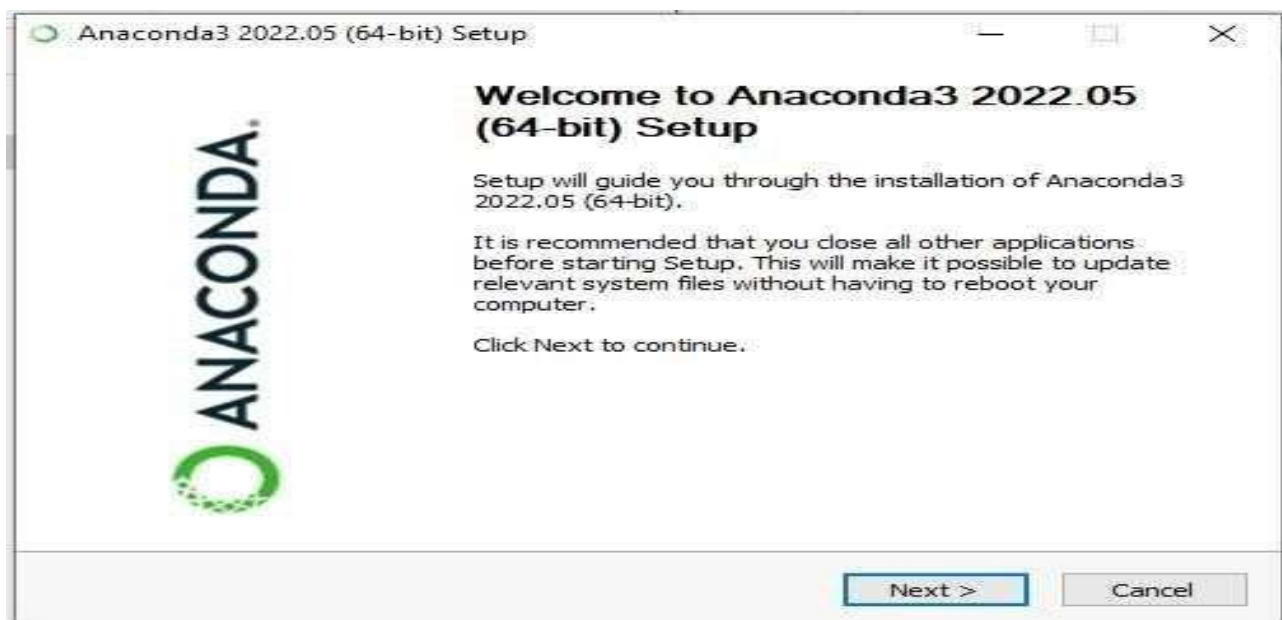 Anaconda3 2022.05 (64-bit) Setup
Welcome to Anaconda3 2022.05
(64-bit) Setup
Setup will guide you through the installation of Anaconda3
2022.05 (64-bit).
It is recommended that you close all other applications
before starting Setup. This will make it possible to update
relevant system files without having to reboot your
computer.
Click Next to continue.
ANACONDA.
Next >
Cancel